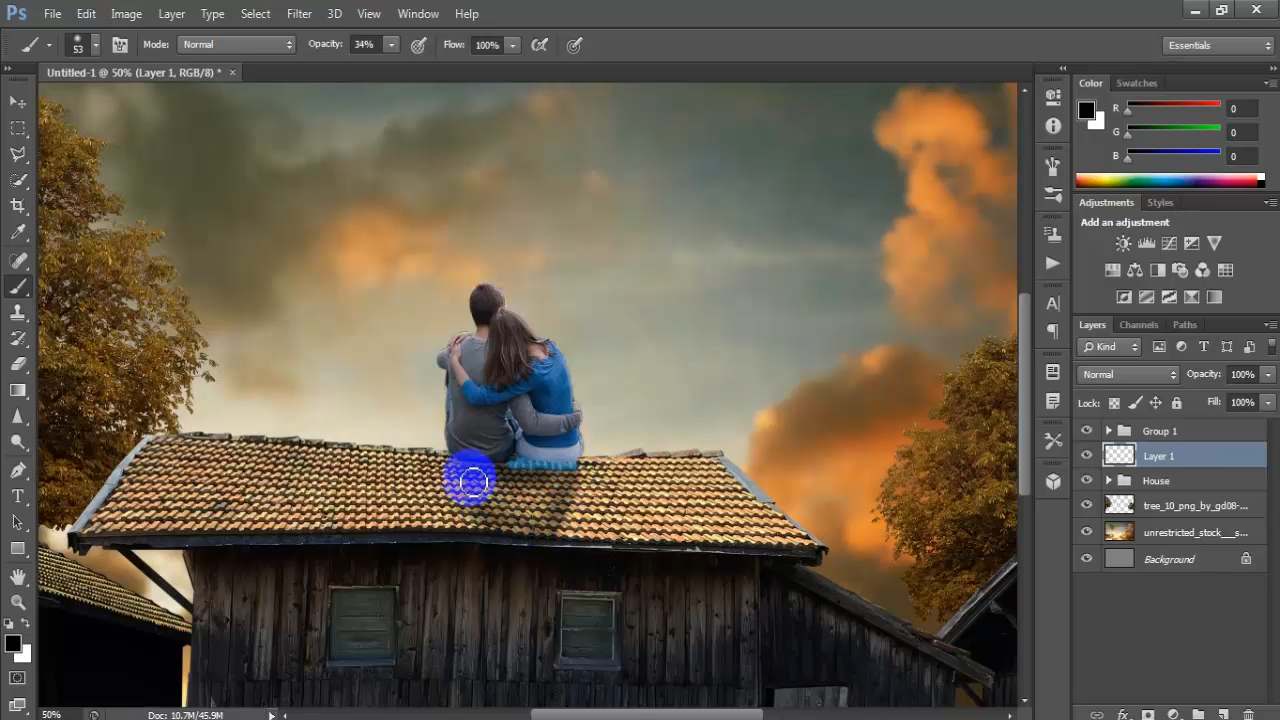 Ps File Edit Image Layer Type Select Filter 3D View Window Help
53 Mode: Normal Opacity: 34% Flow: 100% Essentials
Untitled-1 @ 50% (Layer 1, RGB/8) * ×
Color Swatches
R 0
G 0
B 0
Adjustments Styles
Add an adjustment
Layers Channels Paths
Kind
Normal Opacity: 100%
Lock: Fill: 100%
Group 1
Layer 1
House
tree_10_png_by_gd08-...
unrestricted_stock___s...
Background
50% Doc: 10.7M/45.9M